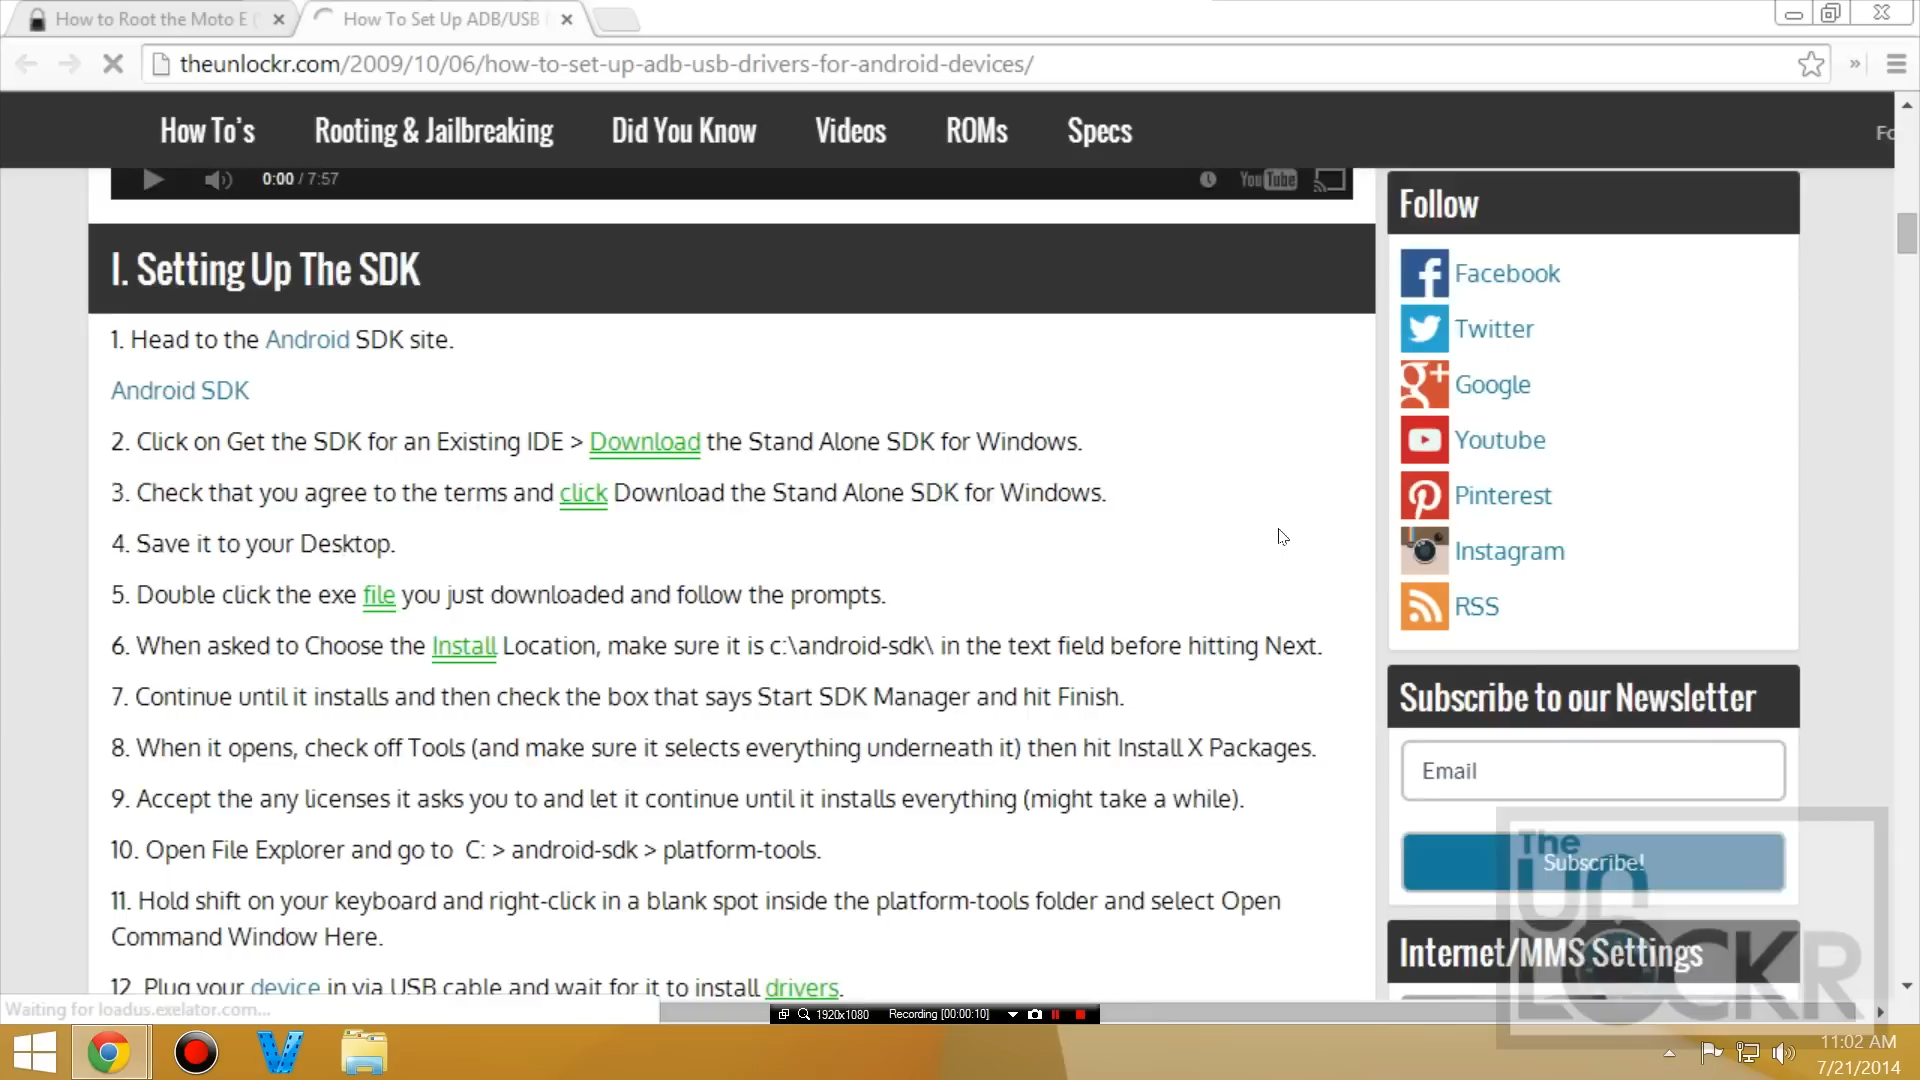 How to Root the Moto E
How To Set Up ADB/USB
theunlockr.com/2009/10/06/how-to-set-up-adb-usb-drivers-for-android-devices/
How To's Rooting & Jailbreaking Did You Know Videos ROMs Specs Fo
0:00 / 7:57 YouTube
I. Setting Up The SDK
1. Head to the Android SDK site.
Android SDK
2. Click on Get the SDK for an Existing IDE > Download the Stand Alone SDK for Windows.
3. Check that you agree to the terms and click Download the Stand Alone SDK for Windows.
4. Save it to your Desktop.
5. Double click the exe file you just downloaded and follow the prompts.
6. When asked to Choose the Install Location, make sure it is c:\android-sdk\ in the text field before hitting Next.
7. Continue until it installs and then check the box that says Start SDK Manager and hit Finish.
8. When it opens, check off Tools (and make sure it selects everything underneath it) then hit Install X Packages.
9. Accept the any licenses it asks you to and let it continue until it installs everything (might take a while).
10. Open File Explorer and go to C: > android-sdk > platform-tools.
11. Hold shift on your keyboard and right-click in a blank spot inside the platform-tools folder and select Open
Command Window Here.
12. Plug your device in via USB cable and wait for it to install drivers.
Follow
Facebook
Twitter
Google
Youtube
Pinterest
Instagram
RSS
Subscribe to our Newsletter
Email
Subscribe!
Internet/MMS Settings
The
UN
LOCKR
Waiting for loadus.exelator.com...
1920x1080 Recording [00:00:10]
11:02 AM
7/21/2014